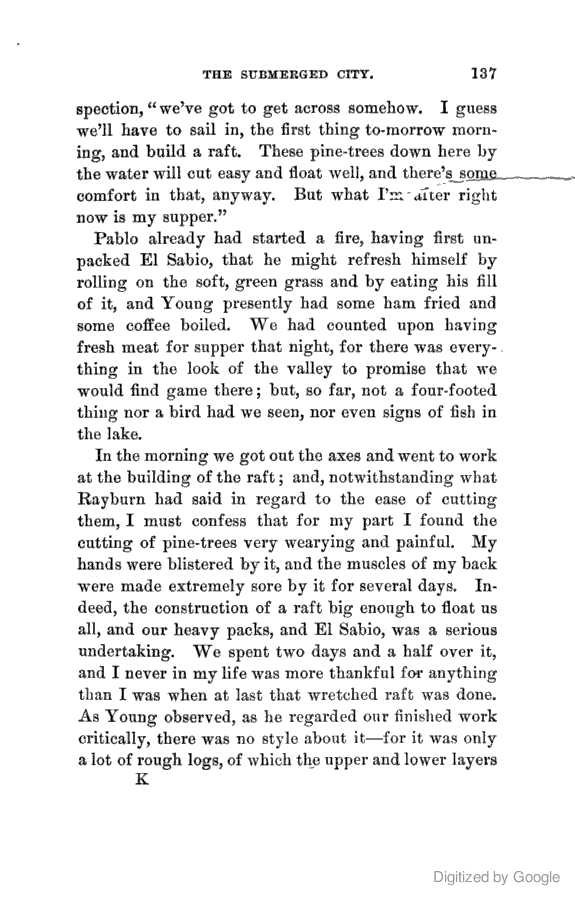 THE SUBMERGED CITY. 137
spection, “we’ve got to get across somehow. I guess
we’ll have to sail in, the first thing to-morrow morn-
ing, and build a raft. These pine-trees down here by
the water will cut easy and float well, and there’s some
comfort in that, anyway. But what I’m after right
now is my supper.”
Pablo already had started a fire, having first un-
packed El Sabio, that he might refresh himself by
rolling on the soft, green grass and by eating his fill
of it, and Young presently had some ham fried and
some coffee boiled. We had counted upon having
fresh meat for supper that night, for there was every-
thing in the look of the valley to promise that we
would find game there; but, so far, not a four-footed
thing nor a bird had we seen, nor even signs of fish in
the lake.
In the morning we got out the axes and went to work
at the building of the raft; and, notwithstanding what
Rayburn had said in regard to the ease of cutting
them, I must confess that for my part I found the
cutting of pine-trees very wearying and painful. My
hands were blistered by it, and the muscles of my back
were made extremely sore by it for several days. In-
deed, the construction of a raft big enough to float us
all, and our heavy packs, and El Sabio, was a serious
undertaking. We spent two days and a half over it,
and I never in my life was more thankful for anything
than I was when at last that wretched raft was done.
As Young observed, as he regarded our finished work
critically, there was no style about it—for it was only
a lot of rough logs, of which the upper and lower layers
K
Digitized by Google